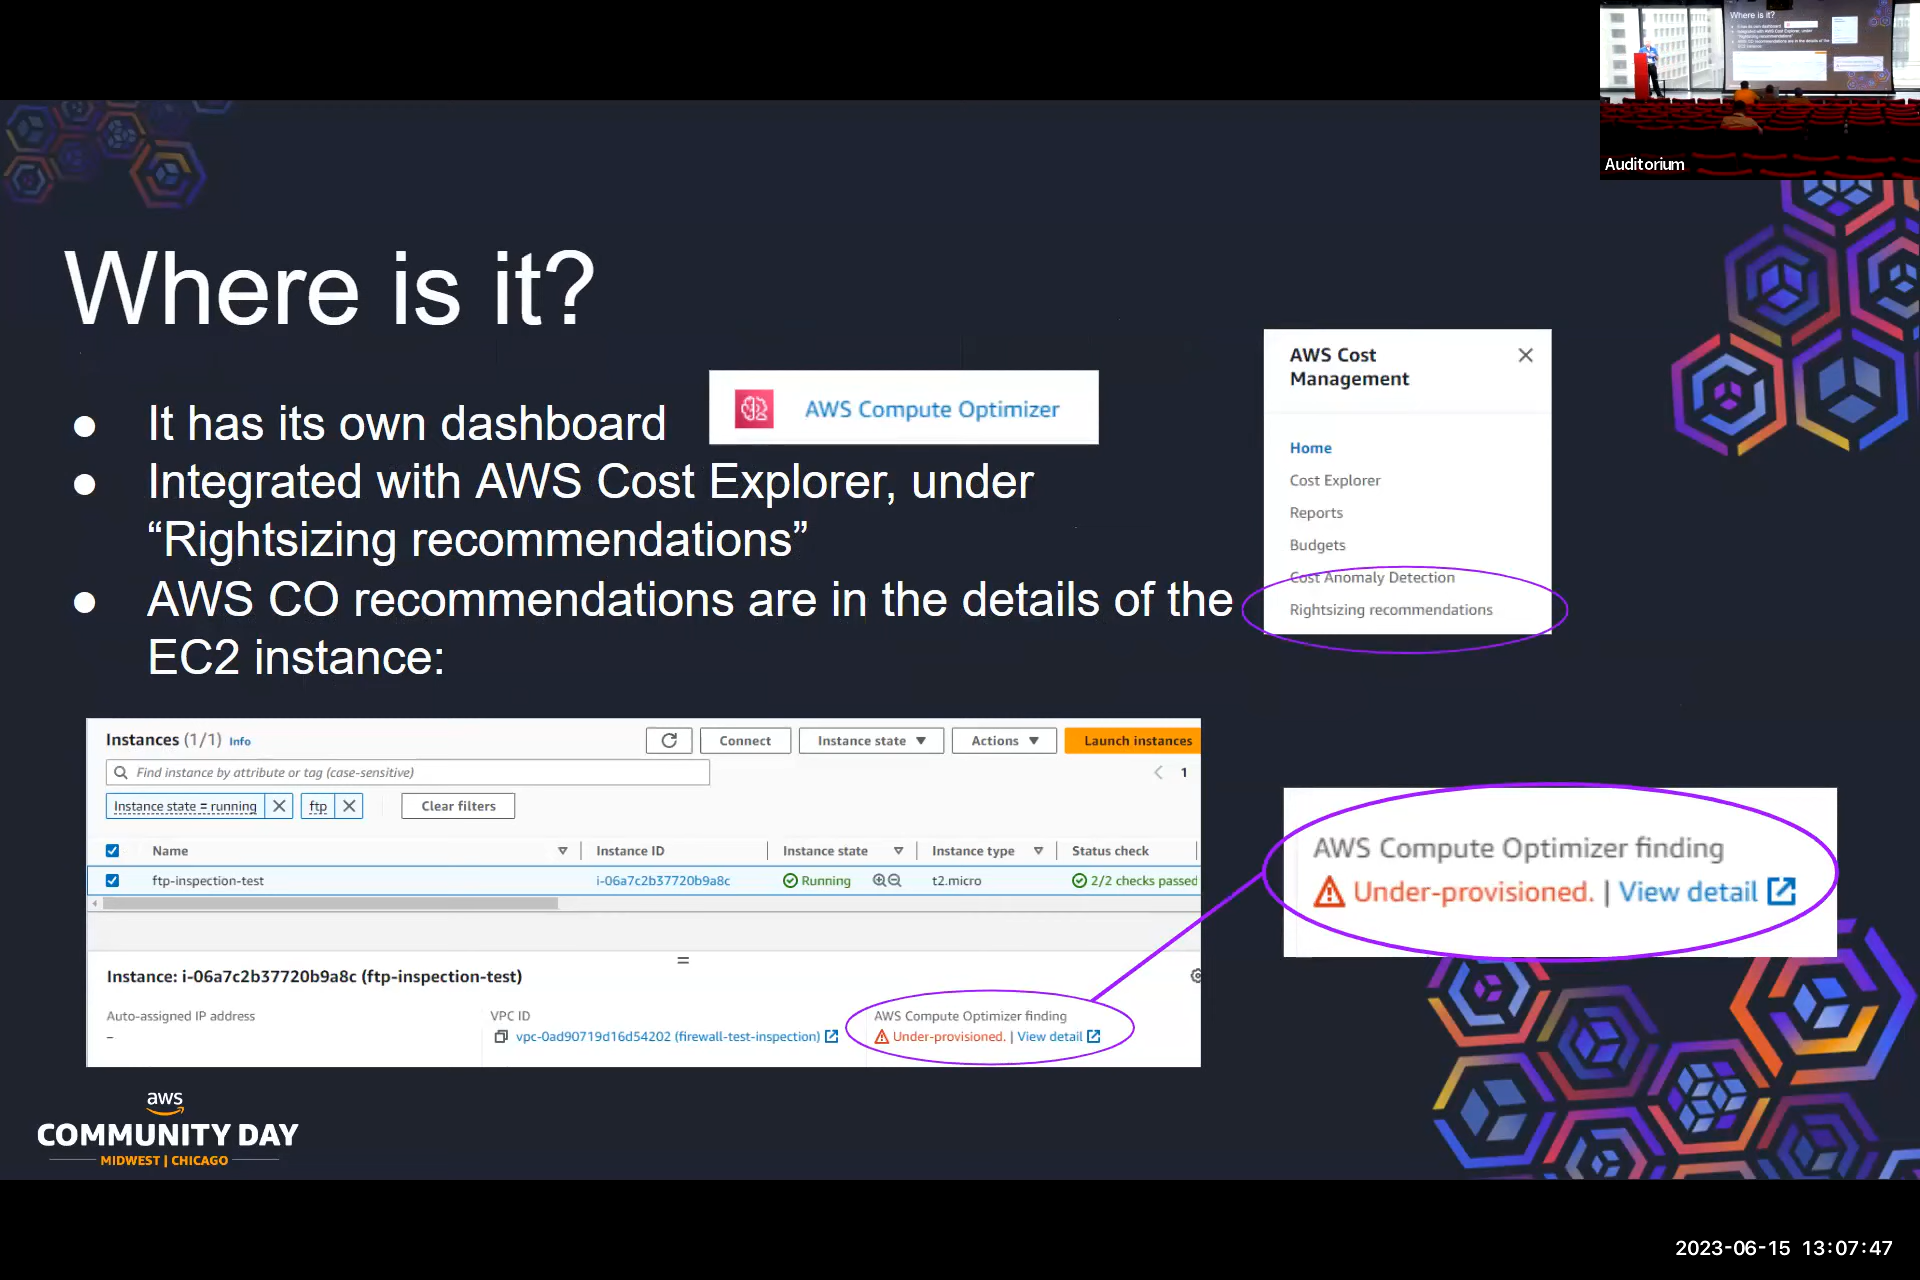 Auditorium
Where is it?
● It has its own dashboard
AWS Compute Optimizer
● Integrated with AWS Cost Explorer, under
“Rightsizing recommendations”
● AWS CO recommendations are in the details of the
EC2 instance:
AWS Cost
Management
Home
Cost Explorer
Reports
Budgets
Cost Anomaly Detection
Rightsizing recommendations
Instances (1/1) Info
Connect
Instance state
Actions
Launch instances
Find instance by attribute or tag (case-sensitive)
1
Instance state = running
ftp
Clear filters
Name Instance ID Instance state Instance type Status check
ftp-inspection-test i-06a7c2b37720b9a8c Running t2.micro 2/2 checks passed
Instance: i-06a7c2b37720b9a8c (ftp-inspection-test)
Auto-assigned IP address
–
VPC ID
vpc-0ad90719d16d54202 (firewall-test-inspection)
AWS Compute Optimizer finding
Under-provisioned. | View detail
AWS Compute Optimizer finding
Under-provisioned. | View detail
aws
COMMUNITY DAY
MIDWEST | CHICAGO
2023-06-15 13:07:47